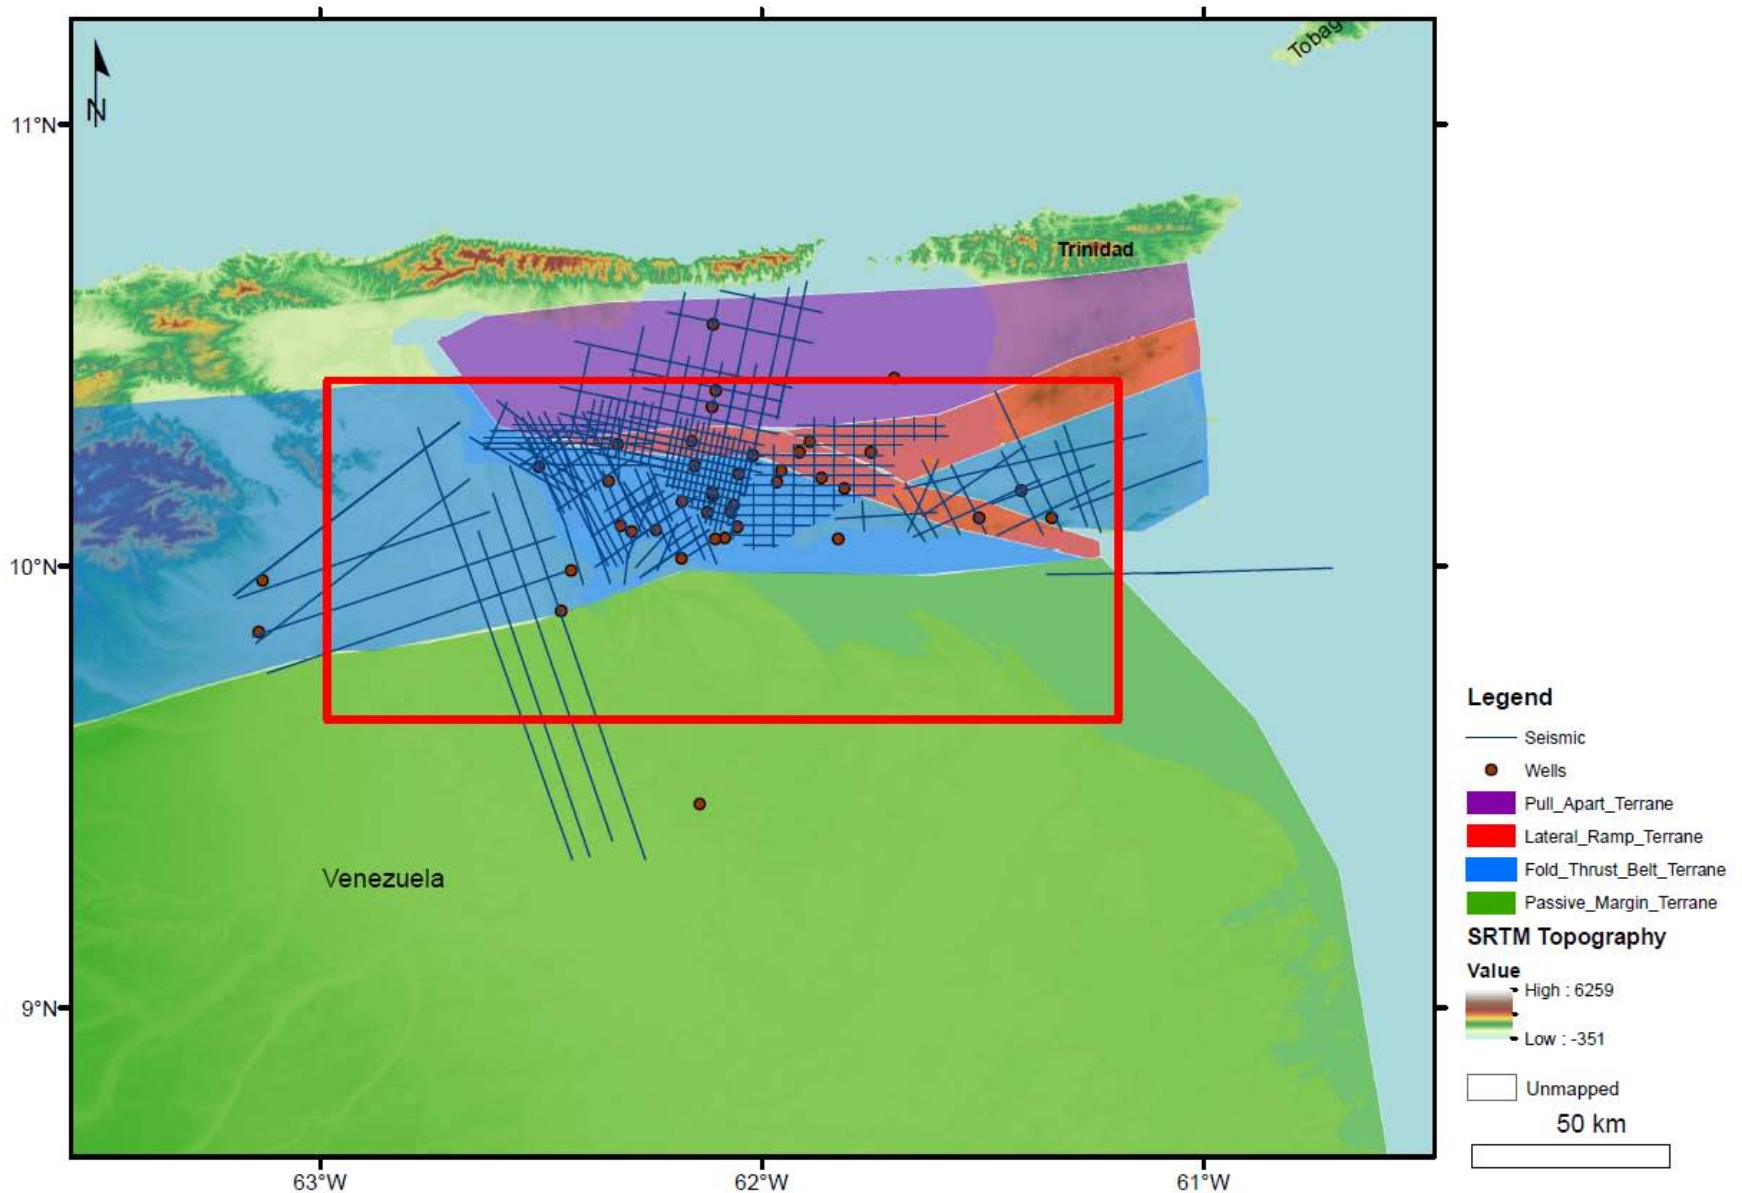 Tobag
N
11°N
Trinidad
10°N
Venezuela
9°N
63°W
62°W
61°W
Legend
Seismic
Wells
Pull_Apart_Terrane
Lateral_Ramp_Terrane
Fold_Thrust_Belt_Terrane
Passive_Margin_Terrane
SRTM Topography
Value
High : 6259
Low : -351
Unmapped
50 km